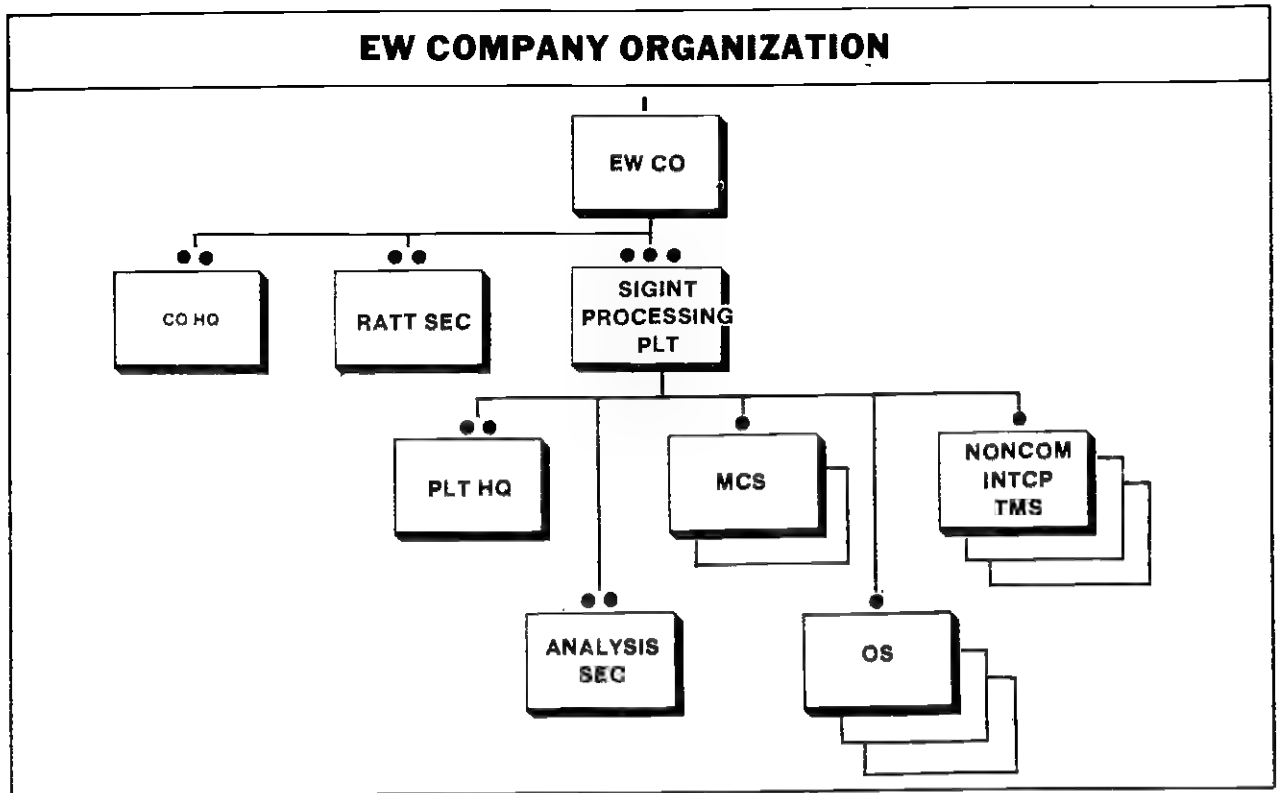 EW COMPANY ORGANIZATION
EW CO
CO HQ
RATT SEC
SIGINT
PROCESSING
PLT
PLT HQ
MCS
NONCOM
INTCP
TMS
ANALYSIS
SEC
OS